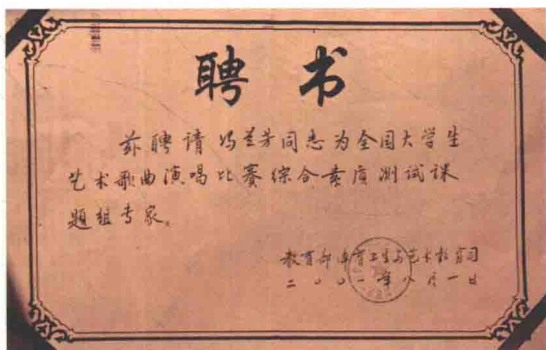 聘书
兹聘请冯兰芳同志为全国大学生
艺术歌曲演唱比赛综合素质测试课
题组专家。
教育部体育卫生与艺术教育司
二〇〇一年八月一日